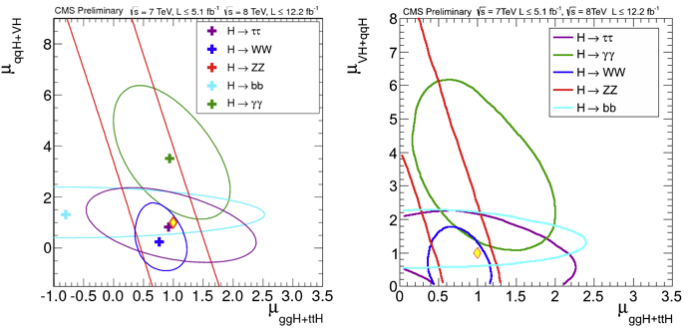 CMS Preliminary √s = 7 TeV, L ≤ 5.1 fb⁻¹ √s = 8 TeV, L ≤ 12.2 fb⁻¹
μ qqH+VH
8
6
4
2
0
H → ττ
H → WW
H → ZZ
H → bb
H → γγ
-1.0 -0.5 0.0 0.5 1.0 1.5 2.0 2.5 3.0 3.5
μ ggH+ttH
CMS Preliminary √s = 7TeV L ≤ 5.1 fb⁻¹, √s = 8TeV L ≤ 12.2 fb⁻¹
μ VH+qqH
8
7
6
5
4
3
2
1
0
H → ττ
H → γγ
H → WW
H → ZZ
H → bb
0 0.5 1 1.5 2 2.5 3 3.5
μ ggH+ttH